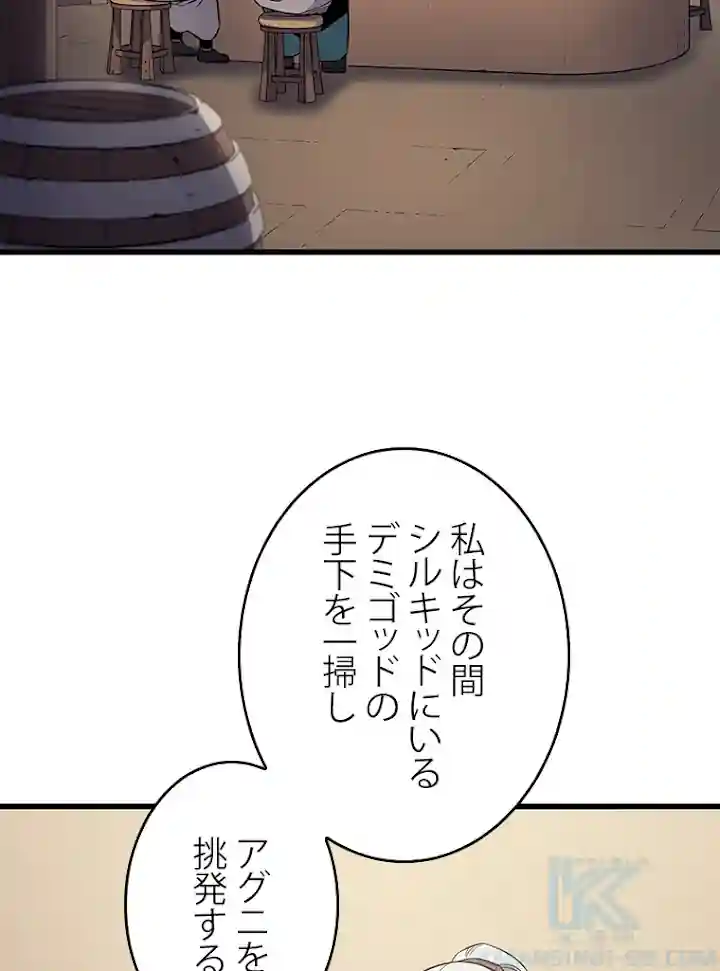 私はその間
シルキッドにいる
デミゴッドの
手下を一掃し
アグニを
挑発する